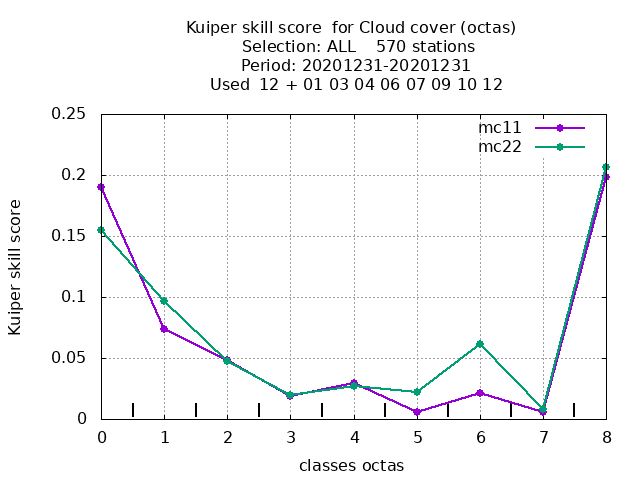 Kuiper skill score  for Cloud cover (octas)
Selection: ALL    570 stations
Period: 20201231-20201231
Used  12 + 01 03 04 06 07 09 10 12
mc11
mc22
0.25
0.2
0.15
0.1
0.05
0
Kuiper skill score
0 1 2 3 4 5 6 7 8
classes octas